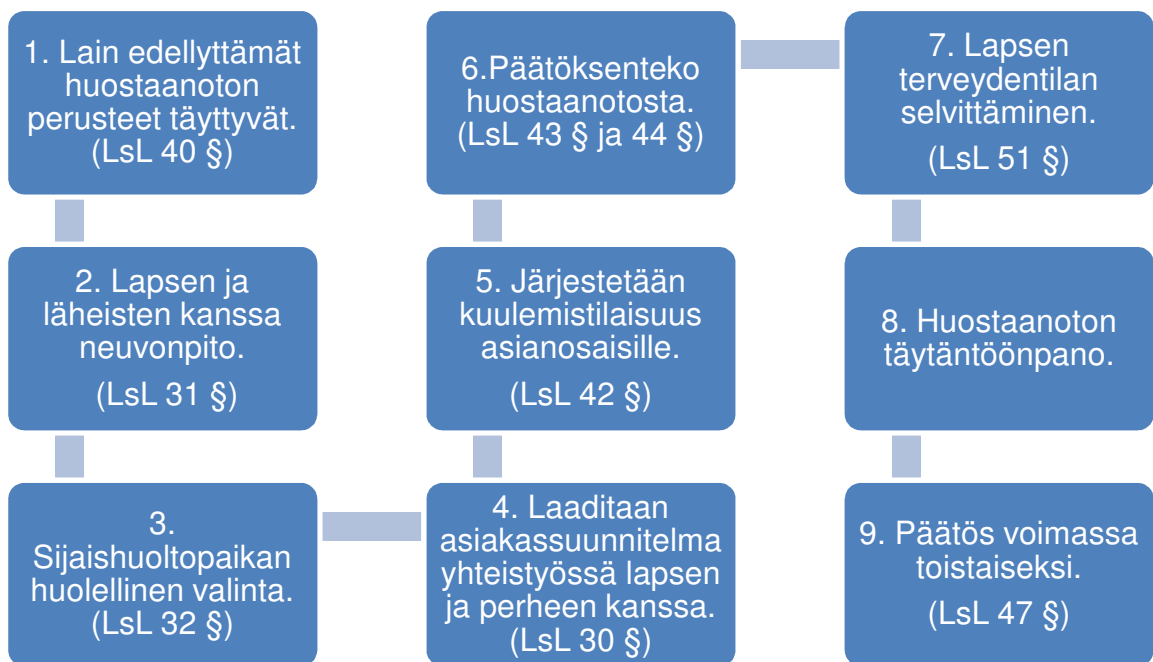 1. Lain edellyttämät
huostaanoton
perusteet täyttyvät.
(LsL 40 §)
2. Lapsen ja
läheisten kanssa
neuvonpito.
(LsL 31 §)
3.
Sijaishuoltopaikan
huolellinen valinta.
(LsL 32 §)
4. Laaditaan
asiakassuunnitelma
yhteistyössä lapsen
ja perheen kanssa.
(LsL 30 §)
5. Järjestetään
kuulemistilaisuus
asianosaisille.
(LsL 42 §)
6.Päätöksenteko
huostaanotosta.
(LsL 43 § ja 44 §)
7. Lapsen
terveydentilan
selvittäminen.
(LsL 51 §)
8. Huostaanoton
täytäntöönpano.
9. Päätös voimassa
toistaiseksi.
(LsL 47 §)